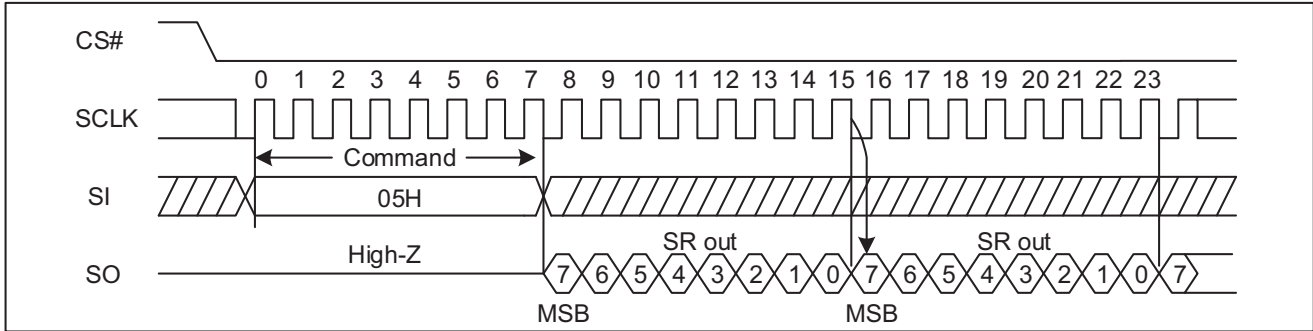 CS#
0 1 2 3 4 5 6 7 8 9 10 11 12 13 14 15 16 17 18 19 20 21 22 23
SCLK
Command
SI
05H
High-Z
SR out
SR out
SO
7 6 5 4 3 2 1 0 7 6 5 4 3 2 1 0 7
MSB
MSB